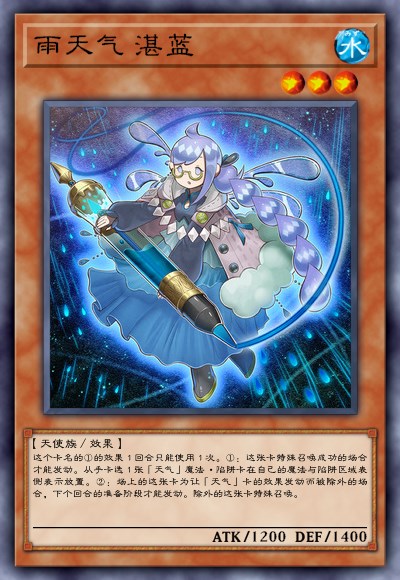 雨天气 湛蓝
水
【天使族/效果】
这个卡名的①的效果1回合只能使用1次。①：这张卡特殊召唤成功的场合
才能发动。从手卡选1张「天气」魔法·陷阱卡在自己的魔法与陷阱区域表
侧表示放置。②：场上的这张卡为让「天气」卡的效果发动而被除外的场
合，下个回合的准备阶段才能发动。除外的这张卡特殊召唤。
ATK/1200 DEF/1400